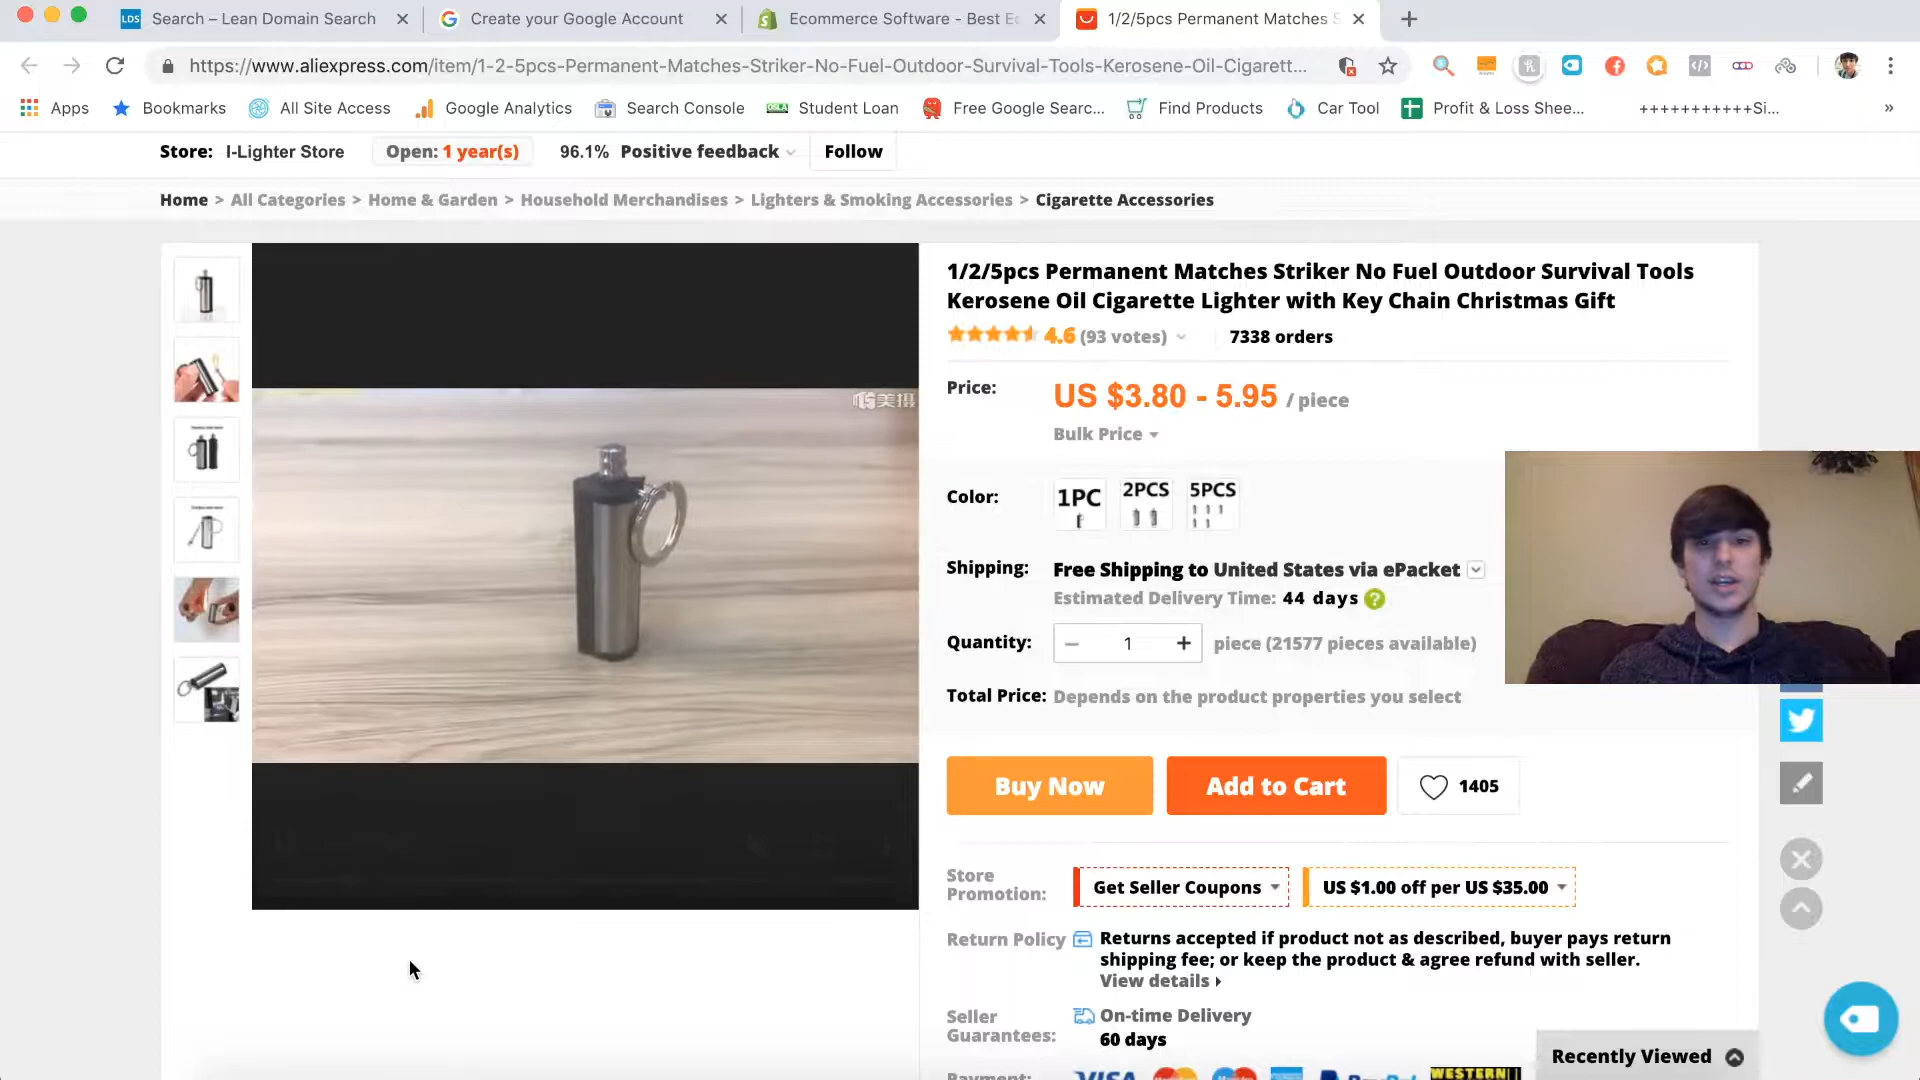 Search – Lean Domain Search
Create your Google Account
Ecommerce Software - Best Ec
1/2/5pcs Permanent Matches S
https://www.aliexpress.com/item/1-2-5pcs-Permanent-Matches-Striker-No-Fuel-Outdoor-Survival-Tools-Kerosene-Oil-Cigarett...
Apps Bookmarks All Site Access Google Analytics Search Console Student Loan Free Google Searc... Find Products Car Tool Profit & Loss Shee... +++++++++++Si... »
Store: I-Lighter Store Open: 1 year(s) 96.1% Positive feedback Follow
Home > All Categories > Home & Garden > Household Merchandises > Lighters & Smoking Accessories > Cigarette Accessories
美摄
1/2/5pcs Permanent Matches Striker No Fuel Outdoor Survival Tools
Kerosene Oil Cigarette Lighter with Key Chain Christmas Gift
4.6 (93 votes) 7338 orders
Price: US $3.80 - 5.95 / piece
Bulk Price
Color: 1PC 2PCS 5PCS
Shipping: Free Shipping to United States via ePacket
Estimated Delivery Time: 44 days ?
Quantity: − 1 + piece (21577 pieces available)
Total Price: Depends on the product properties you select
Buy Now Add to Cart 1405
Store
Promotion: Get Seller Coupons US $1.00 off per US $35.00
Return Policy Returns accepted if product not as described, buyer pays return
shipping fee; or keep the product & agree refund with seller.
View details
Seller
Guarantees: On-time Delivery
60 days
Recently Viewed
Payment: VISA PayPal WESTERN